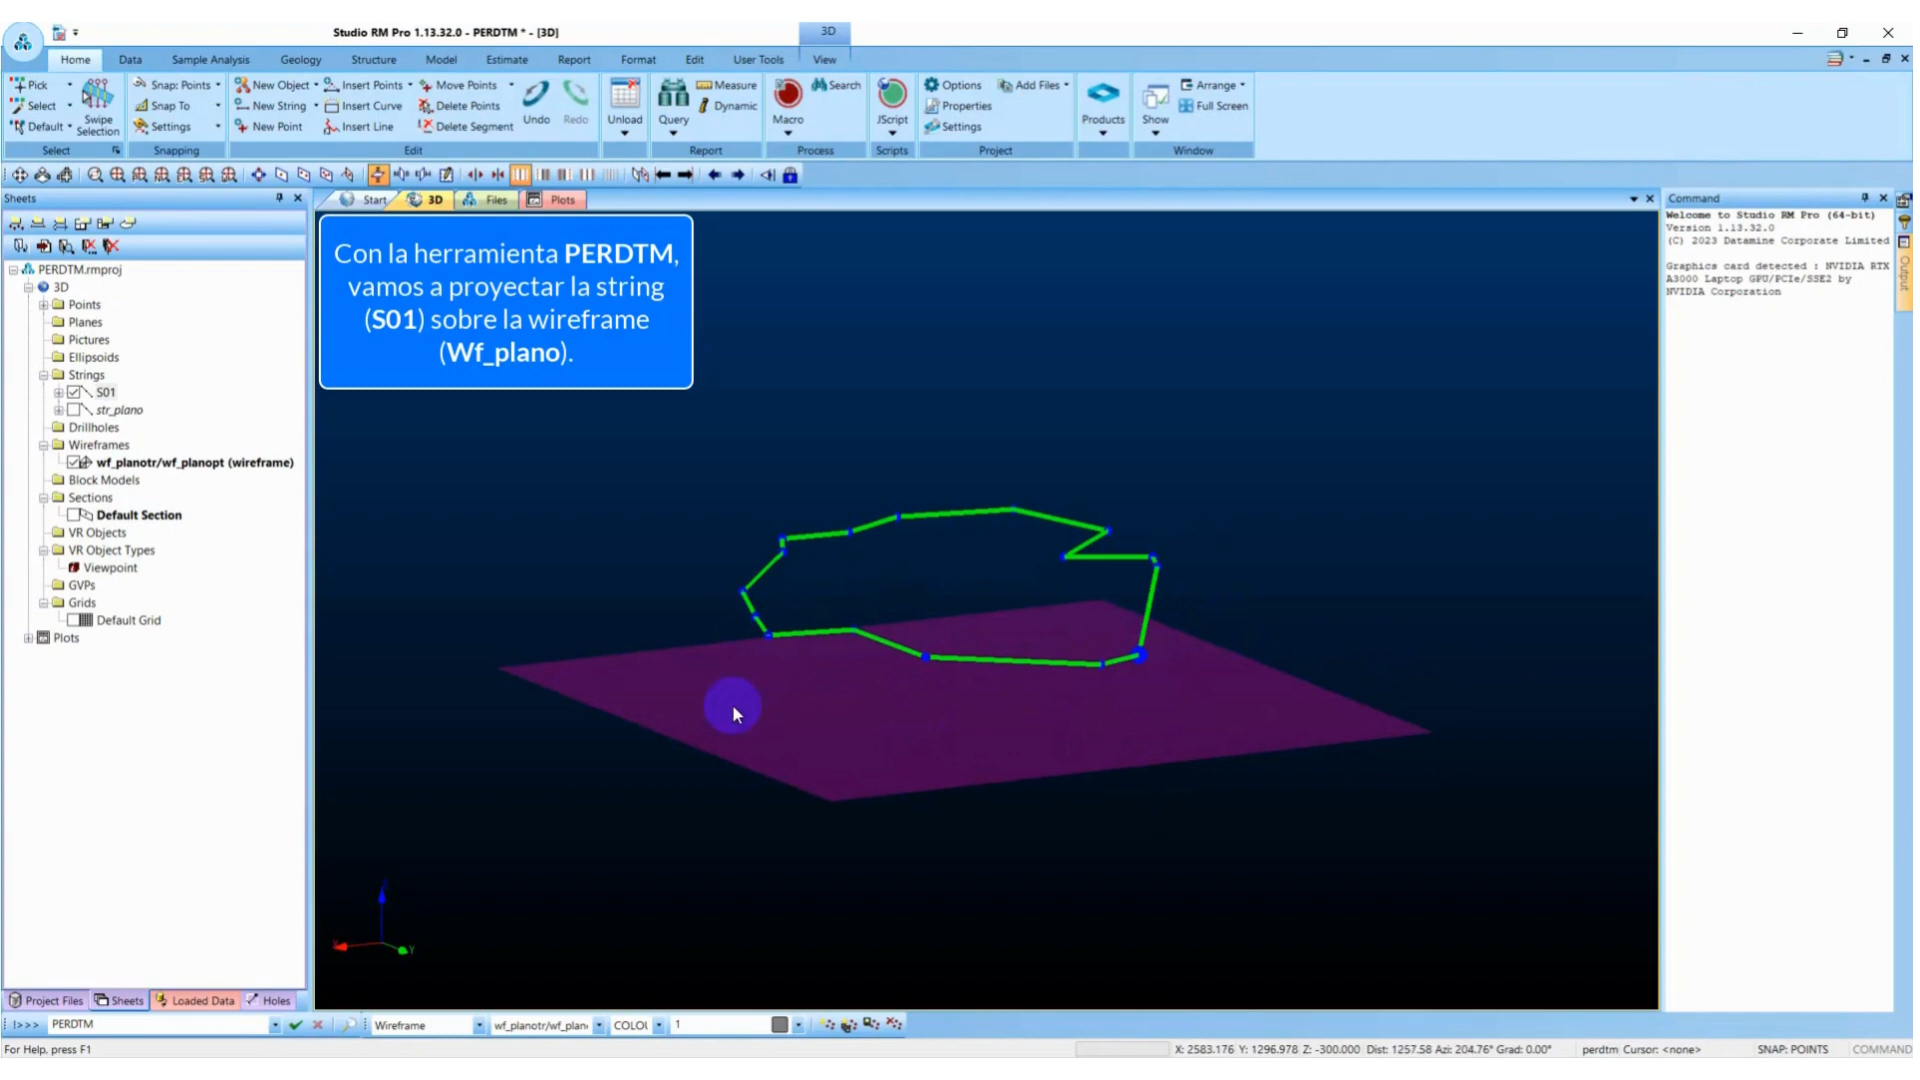 Studio RM Pro 1.13.32.0 - PERDTM * - [3D]
3D
Home Data Sample Analysis Geology Structure Model Estimate Report Format Edit User Tools View
Pick Snap: Points New Object Insert Points Move Points Measure Search Options Add Files Arrange
Select Snap To New String Insert Curve Delete Points Dynamic Properties Full Screen
Default Swipe Selection Settings New Point Insert Line Delete Segment Undo Redo Unload Query Macro JScript Settings Products Show
Select Snapping Edit Report Process Scripts Project Window
Sheets
Start 3D Files Plots
Command
PERDTM.rmproj
3D
Points
Planes
Pictures
Ellipsoids
Strings
S01
str_plano
Drillholes
Wireframes
wf_planotr/wf_planopt (wireframe)
Block Models
Sections
Default Section
VR Objects
VR Object Types
Viewpoint
GVPs
Grids
Default Grid
Plots
Con la herramienta PERDTM,
vamos a proyectar la string
(S01) sobre la wireframe
(Wf_plano).
Y
Welcome to Studio RM Pro (64-bit)
Version 1.13.32.0
(C) 2023 Datamine Corporate Limited
Graphics card detected : NVIDIA RTX
A3000 Laptop GPU/PCIe/SSE2 by
NVIDIA Corporation
Output
Project Files Sheets Loaded Data Holes
!>>> PERDTM Wireframe wf_planotr/wf_plan COLOU 1
For Help, press F1
X: 2583.176 Y: 1296.978 Z: -300.000 Dist: 1257.58 Azi: 204.76° Grad: 0.00° perdtm Cursor: <none> SNAP: POINTS COMMAND